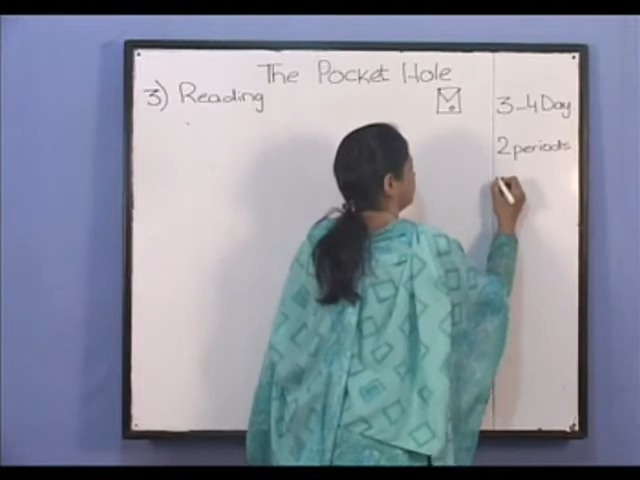 The Pocket Hole
3) Reading
3-4 Day
2 periods